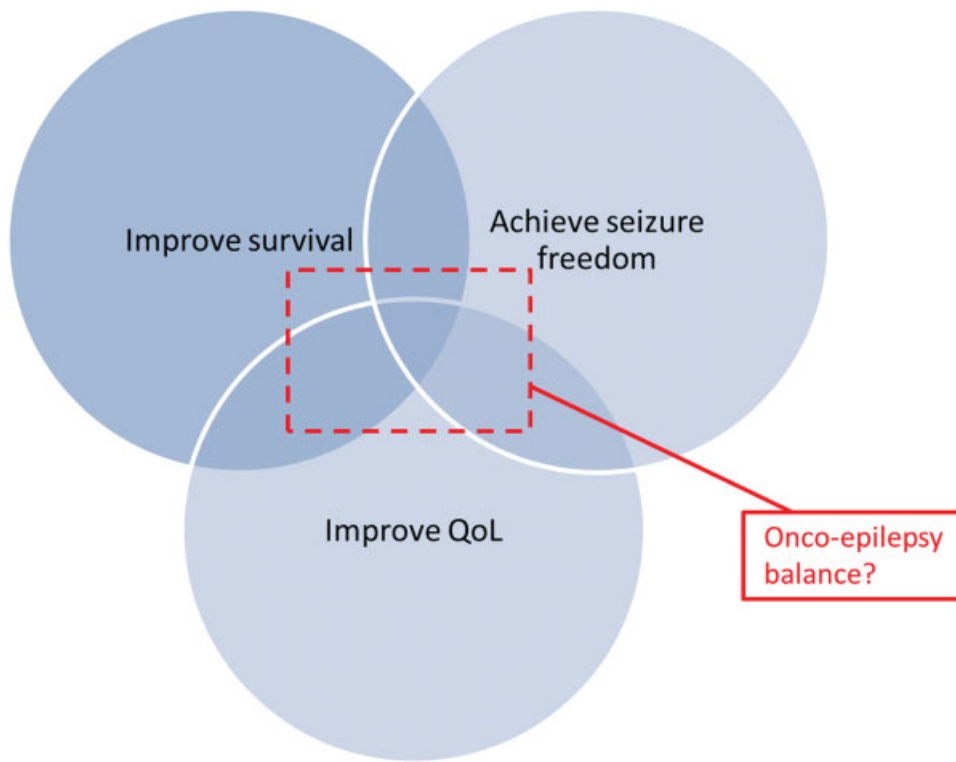 Improve survival
Achieve seizure
freedom
Improve QoL
Onco-epilepsy
balance?